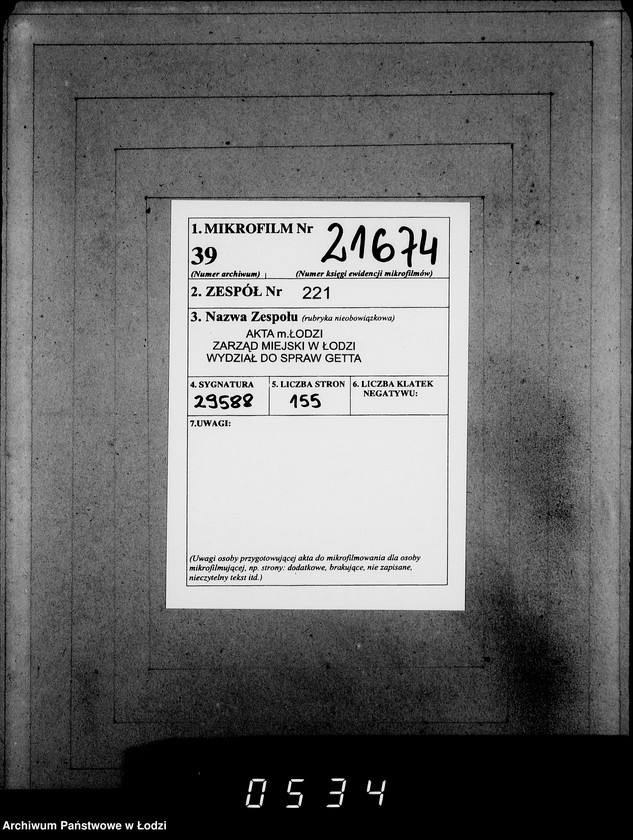 1. MIKROFILM Nr 21674
39
(Numer archiwum) (Numer księgi ewidencji mikrofilmów)
2. ZESPÓŁ Nr 221
3. Nazwa Zespołu (rubryka nieobowiązkowa)
AKTA m.ŁODZI
ZARZĄD MIEJSKI W ŁODZI
WYDZIAŁ DO SPRAW GETTA
4. SYGNATURA 5. LICZBA STRON 6. LICZBA KLATEK
NEGATYWU:
29588 155
7.UWAGI:
(Uwagi osoby przygotowującej akta do mikrofilmowania dla osoby
mikrofilmującej, np. strony: dodatkowe, brakujące, nie zapisane,
nieczytelny tekst itd.)
0534
Archiwum Państwowe w Łodzi